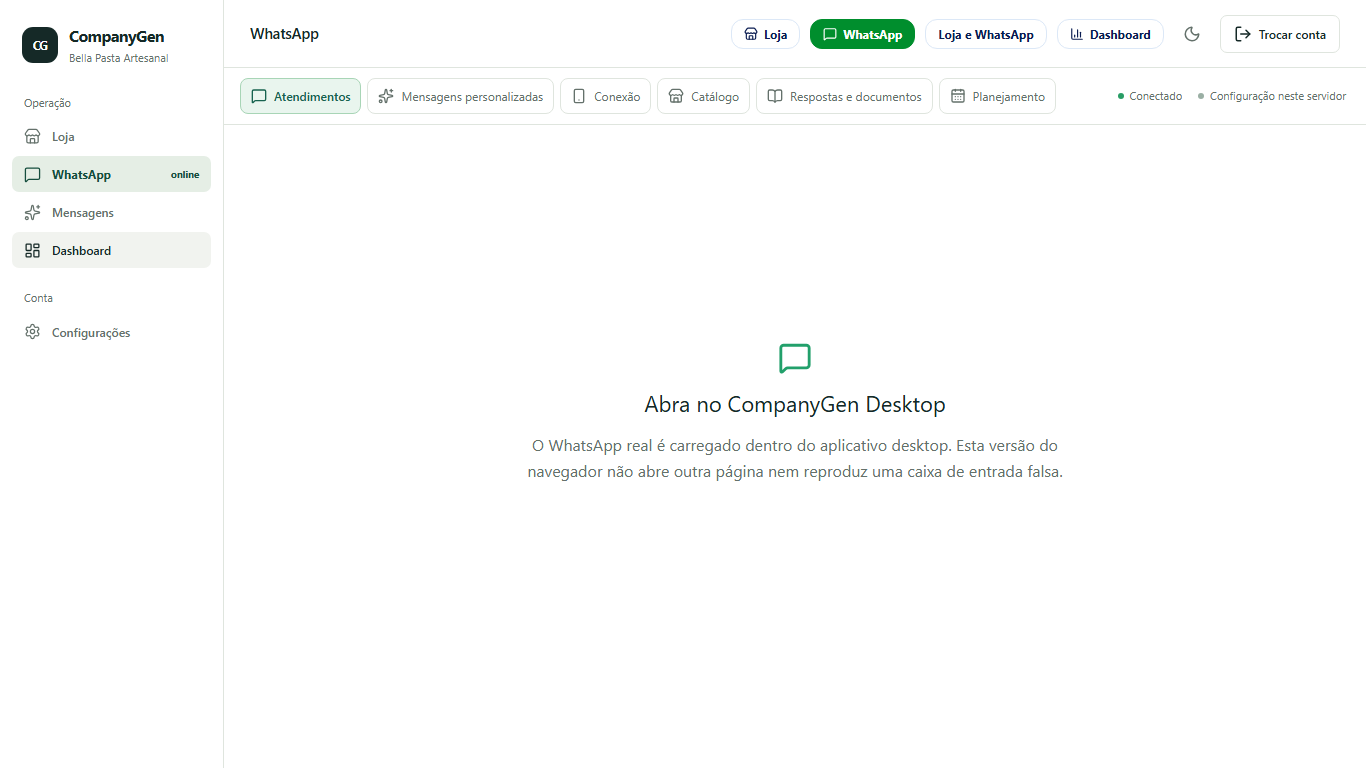 CG
CompanyGen
Bella Pasta Artesanal
Operação
Loja
WhatsApp online
Mensagens
Dashboard
Conta
Configurações
WhatsApp
Loja
WhatsApp
Loja e WhatsApp
Dashboard
Trocar conta
Atendimentos
Mensagens personalizadas
Conexão
Catálogo
Respostas e documentos
Planejamento
Conectado
Configuração neste servidor
Abra no CompanyGen Desktop
O WhatsApp real é carregado dentro do aplicativo desktop. Esta versão do
navegador não abre outra página nem reproduz uma caixa de entrada falsa.